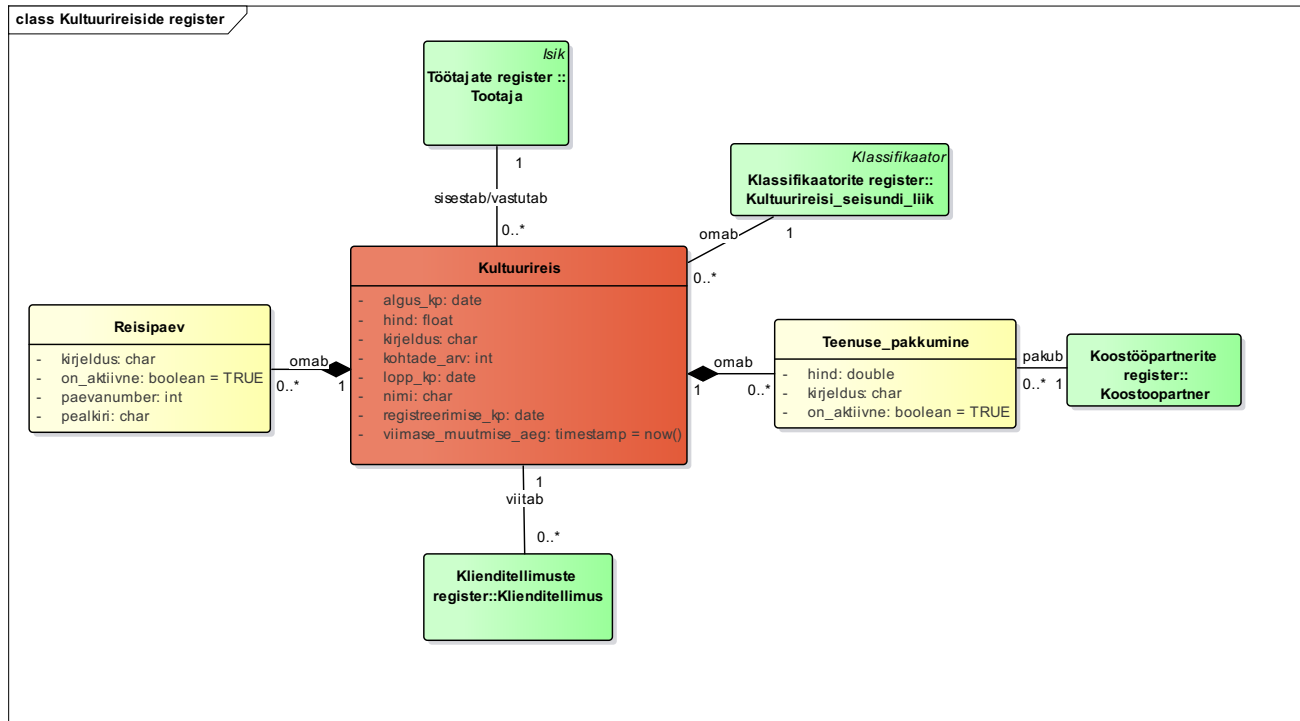 class Kultuurireiside register
Isik
Töötajate register ::
Tootaja
1
sisestab/vastutab
0..*
Klassifikaator
Klassifikaatorite register::
Kultuurireisi_seisundi_liik
omab
1
0..*
Kultuurireis
- algus_kp: date
- hind: float
- kirjeldus: char
- kohtade_arv: int
- lopp_kp: date
- nimi: char
- registreerimise_kp: date
- viimase_muutmise_aeg: timestamp = now()
Reisipaev
- kirjeldus: char
- on_aktiivne: boolean = TRUE
- paevanumber: int
- pealkiri: char
omab
0..*
1
omab
1
0..*
Teenuse_pakkumine
- hind: double
- kirjeldus: char
- on_aktiivne: boolean = TRUE
pakub
0..*
1
Koostööpartnerite
register::
Koostoopartner
1
viitab
0..*
Klienditellimuste
register::Klienditellimus